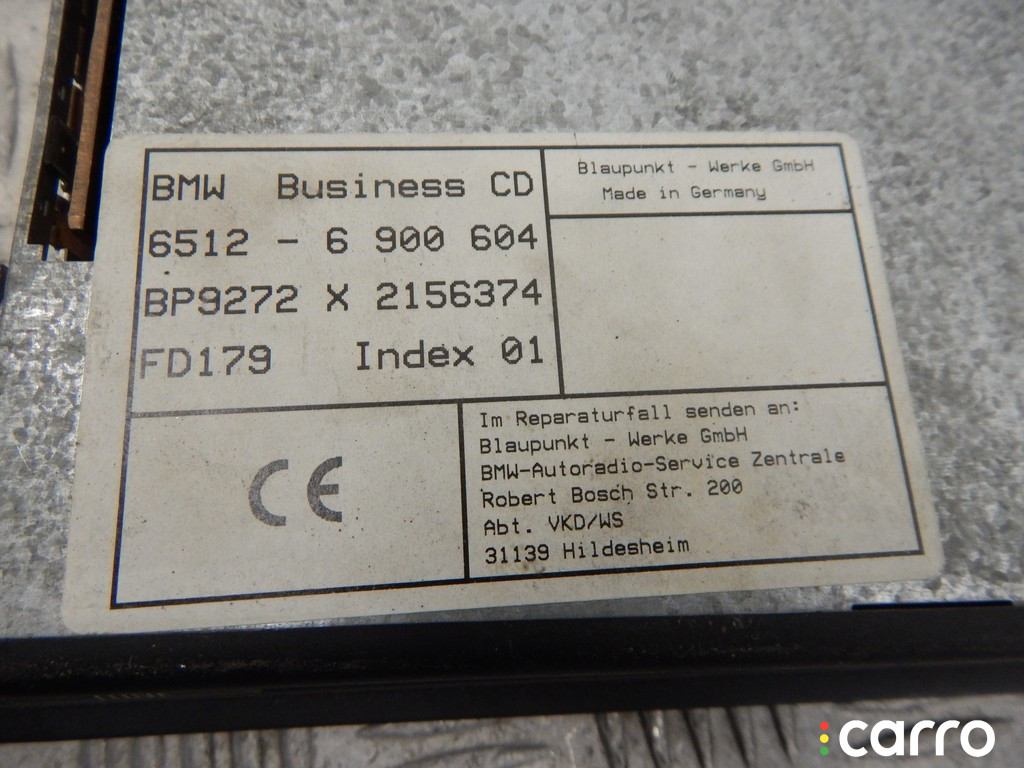 BMW Business CD
6512 - 6 900 604
BP9272 X 2156374
FD179 Index 01
Blaupunkt - Werke GmbH
Made in Germany
CE
Im Reparaturfall senden an:
Blaupunkt - Werke GmbH
BMW-Autoradio-Service Zentrale
Robert Bosch Str. 200
Abt. VKD/WS
31139 Hildesheim
carro